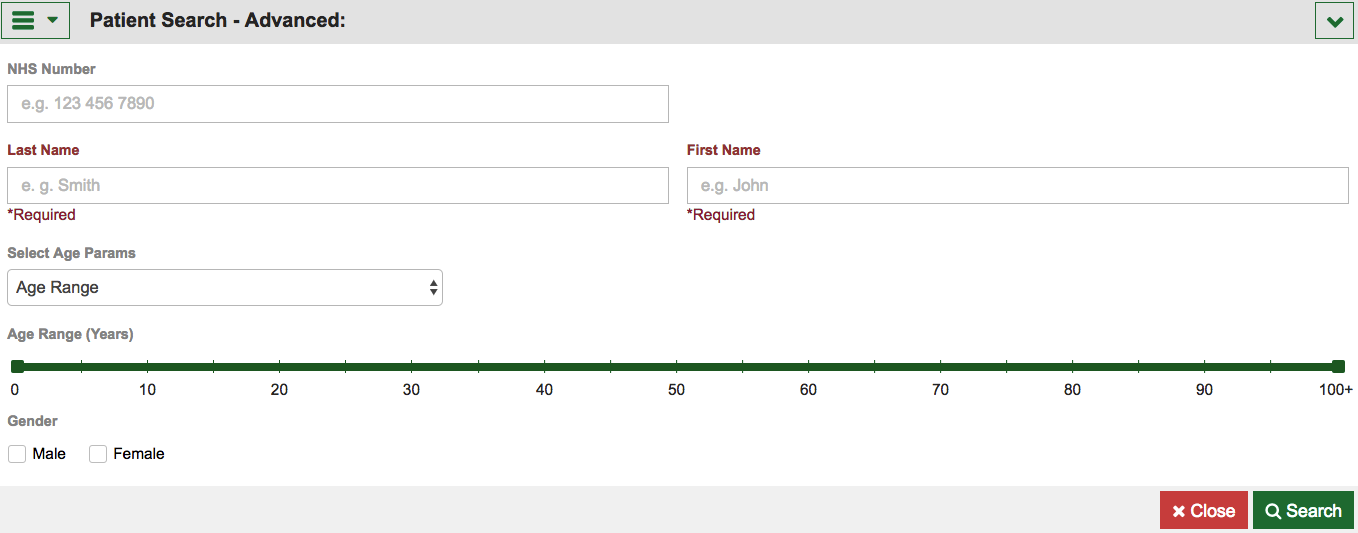 Patient Search - Advanced:
NHS Number
e.g. 123 456 7890
Last Name First Name
e. g. Smith e.g. John
*Required *Required
Select Age Params
Age Range
Age Range (Years)
0 10 20 30 40 50 60 70 80 90 100+
Gender
Male Female
Close Search